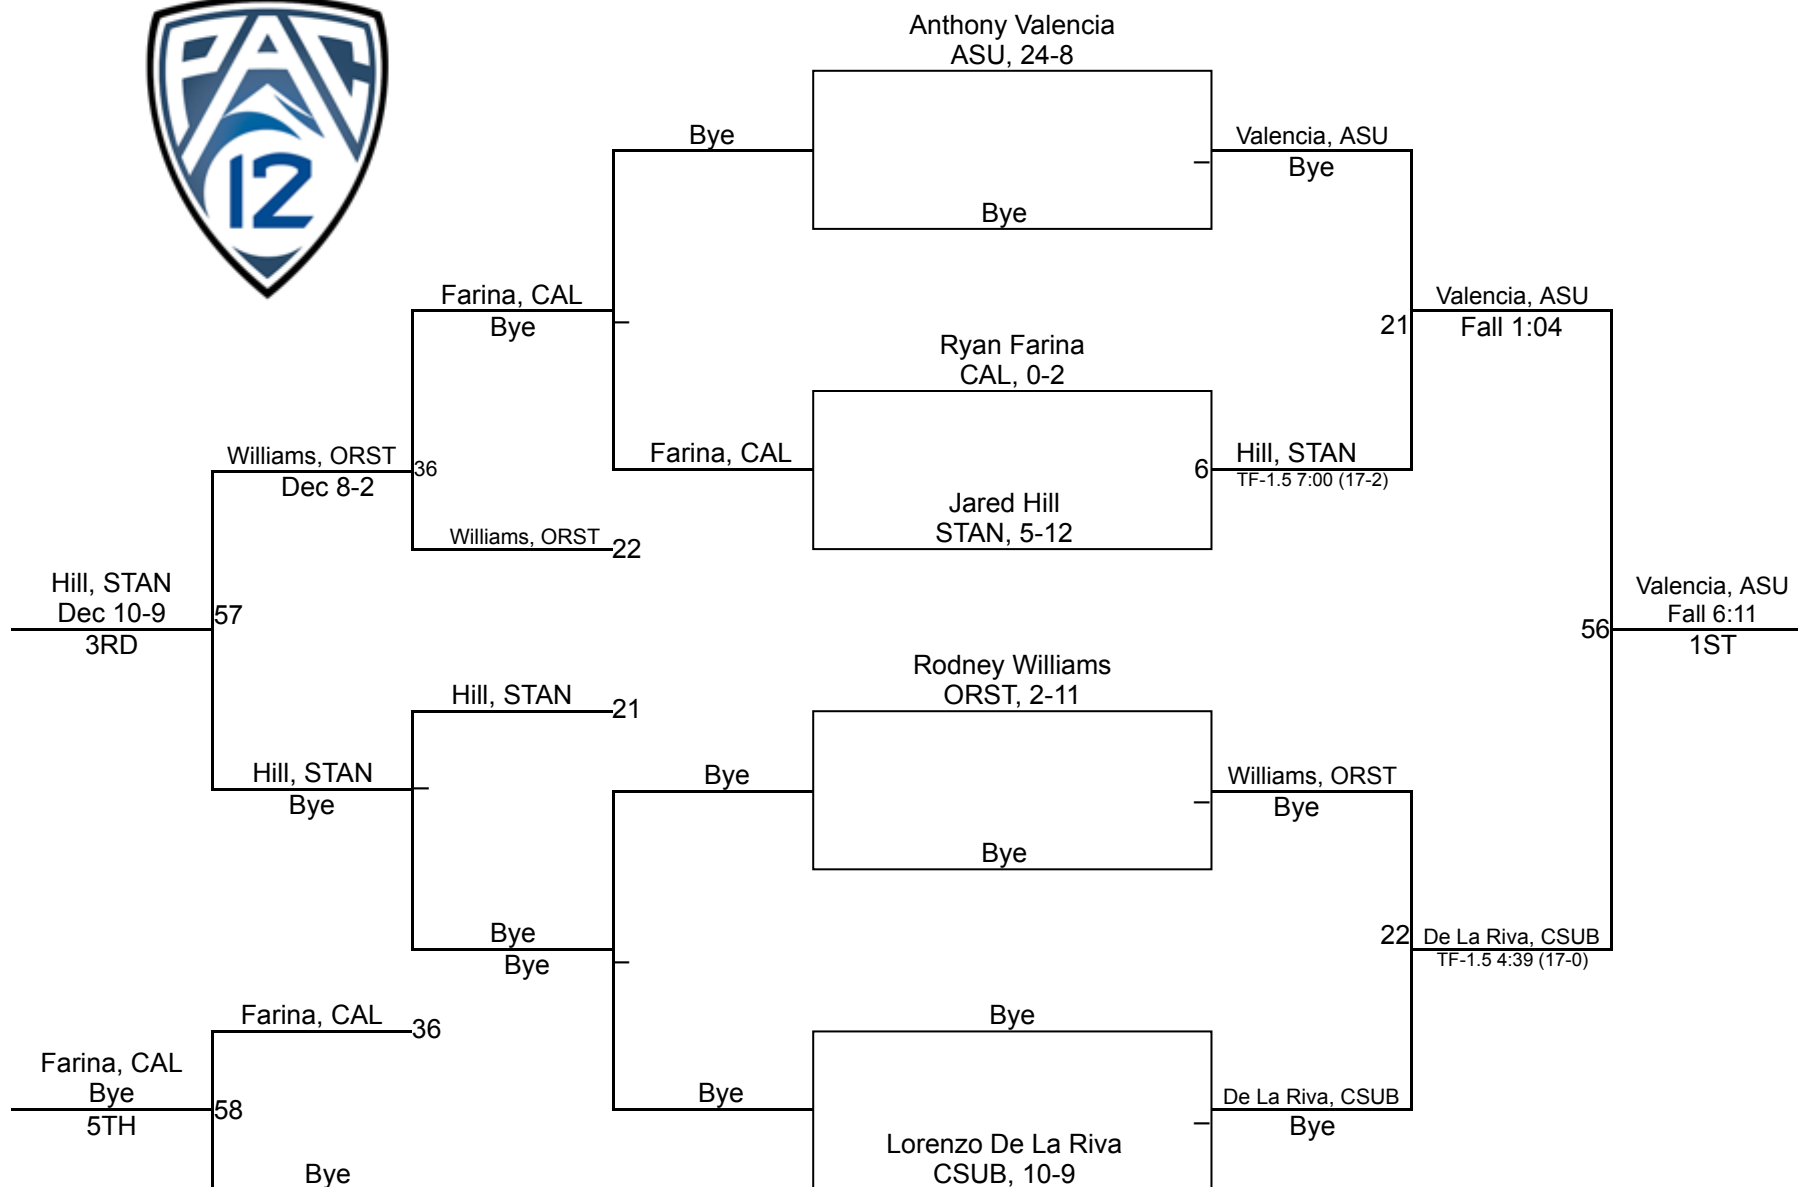 PAC
12
Anthony Valencia
ASU, 24-8
Bye
Valencia, ASU
Bye
Bye
Farina, CAL
Bye
Valencia, ASU
21
Fall 1:04
Ryan Farina
CAL, 0-2
Williams, ORST
36
Dec 8-2
Farina, CAL
6
Hill, STAN
TF-1.5 7:00 (17-2)
Jared Hill
STAN, 5-12
Williams, ORST
22
Hill, STAN
Dec 10-9
57
3RD
Valencia, ASU
Fall 6:11
56
1ST
Rodney Williams
ORST, 2-11
Hill, STAN
21
Hill, STAN
Bye
Bye
Williams, ORST
Bye
Bye
Bye
Bye
22
De La Riva, CSUB
TF-1.5 4:39 (17-0)
Farina, CAL
36
Bye
Farina, CAL
Bye
58
5TH
Bye
De La Riva, CSUB
Bye
Lorenzo De La Riva
CSUB, 10-9
Bye